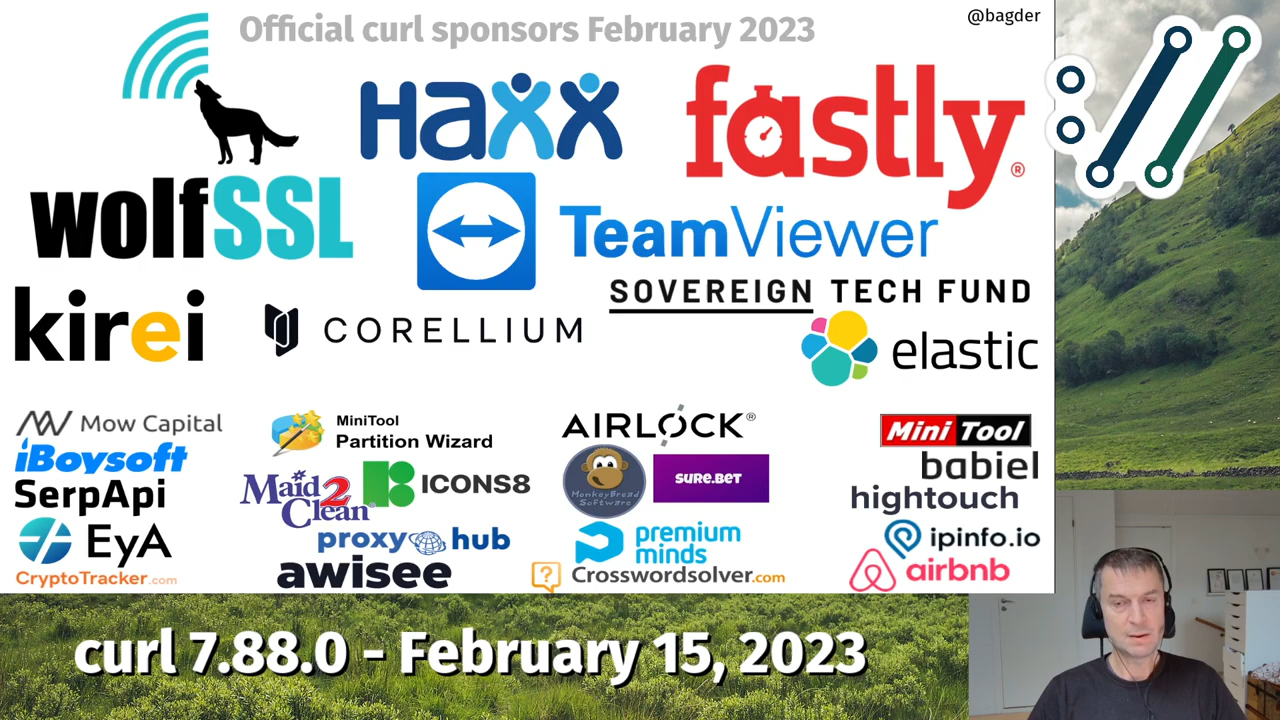 Official curl sponsors February 2023
@bagder
wolfSSL
Haxx
fastly®
TeamViewer
SOVEREIGN TECH FUND
kirei
CORELLIUM
elastic
Mow Capital
MiniTool
Partition Wizard
AIRLOCK®
MiniTool
iBoysoft
babiel
SerpApi
Maid2Clean®
ICONS8
MonkeyBread
Software
SURE.BET
hightouch
EyA
proxy hub
premium
minds
ipinfo.io
CryptoTracker.com
awisee
Crosswordsolver.com
airbnb
curl 7.88.0 - February 15, 2023